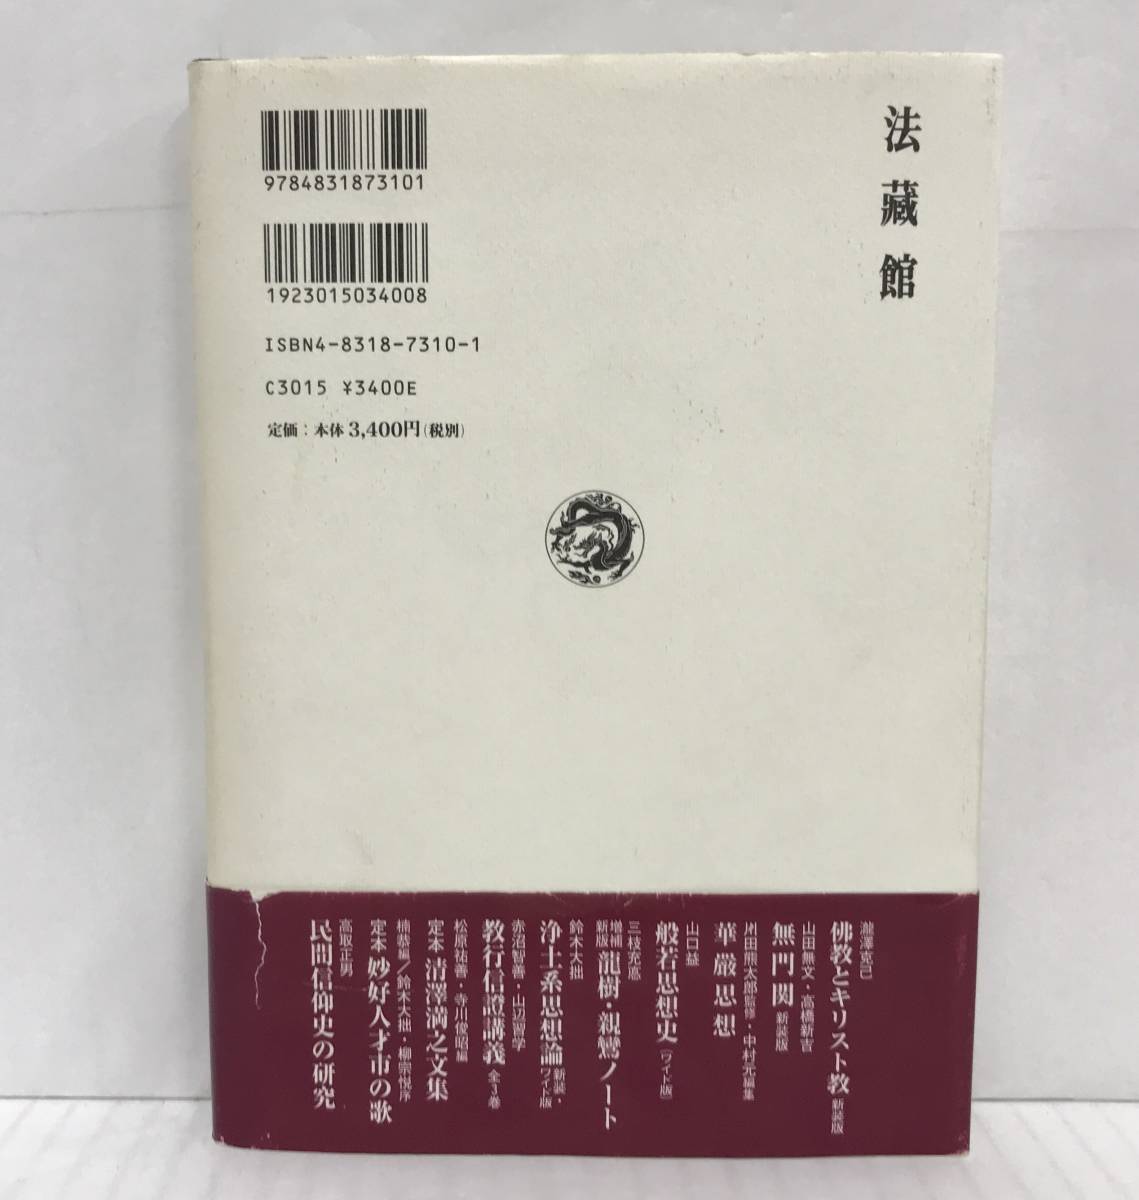 法藏館
9784831873101
1923015034008
ISBN4-8318-7310-1
C3015 ¥3400E
定価：本体3,400円(税別)
瀧澤克己
佛教とキリスト教 新装版
山田無文・高橋新吉
無門関 新装版
川田熊太郎監修・中村元編集
華厳思想
山口益
般若思想史 (ワイド版)
三枝充悳
増補新版 龍樹・親鸞ノート
鈴木大拙
浄土系思想論 新装・ワイド版
赤沼智善・山辺習学
教行信證講義 全3巻
松原祐善・寺川俊昭編
定本 清澤満之文集
楠恭編／鈴木大拙・柳宗悦序
定本 妙好人才市の歌
高取正男
民間信仰史の研究